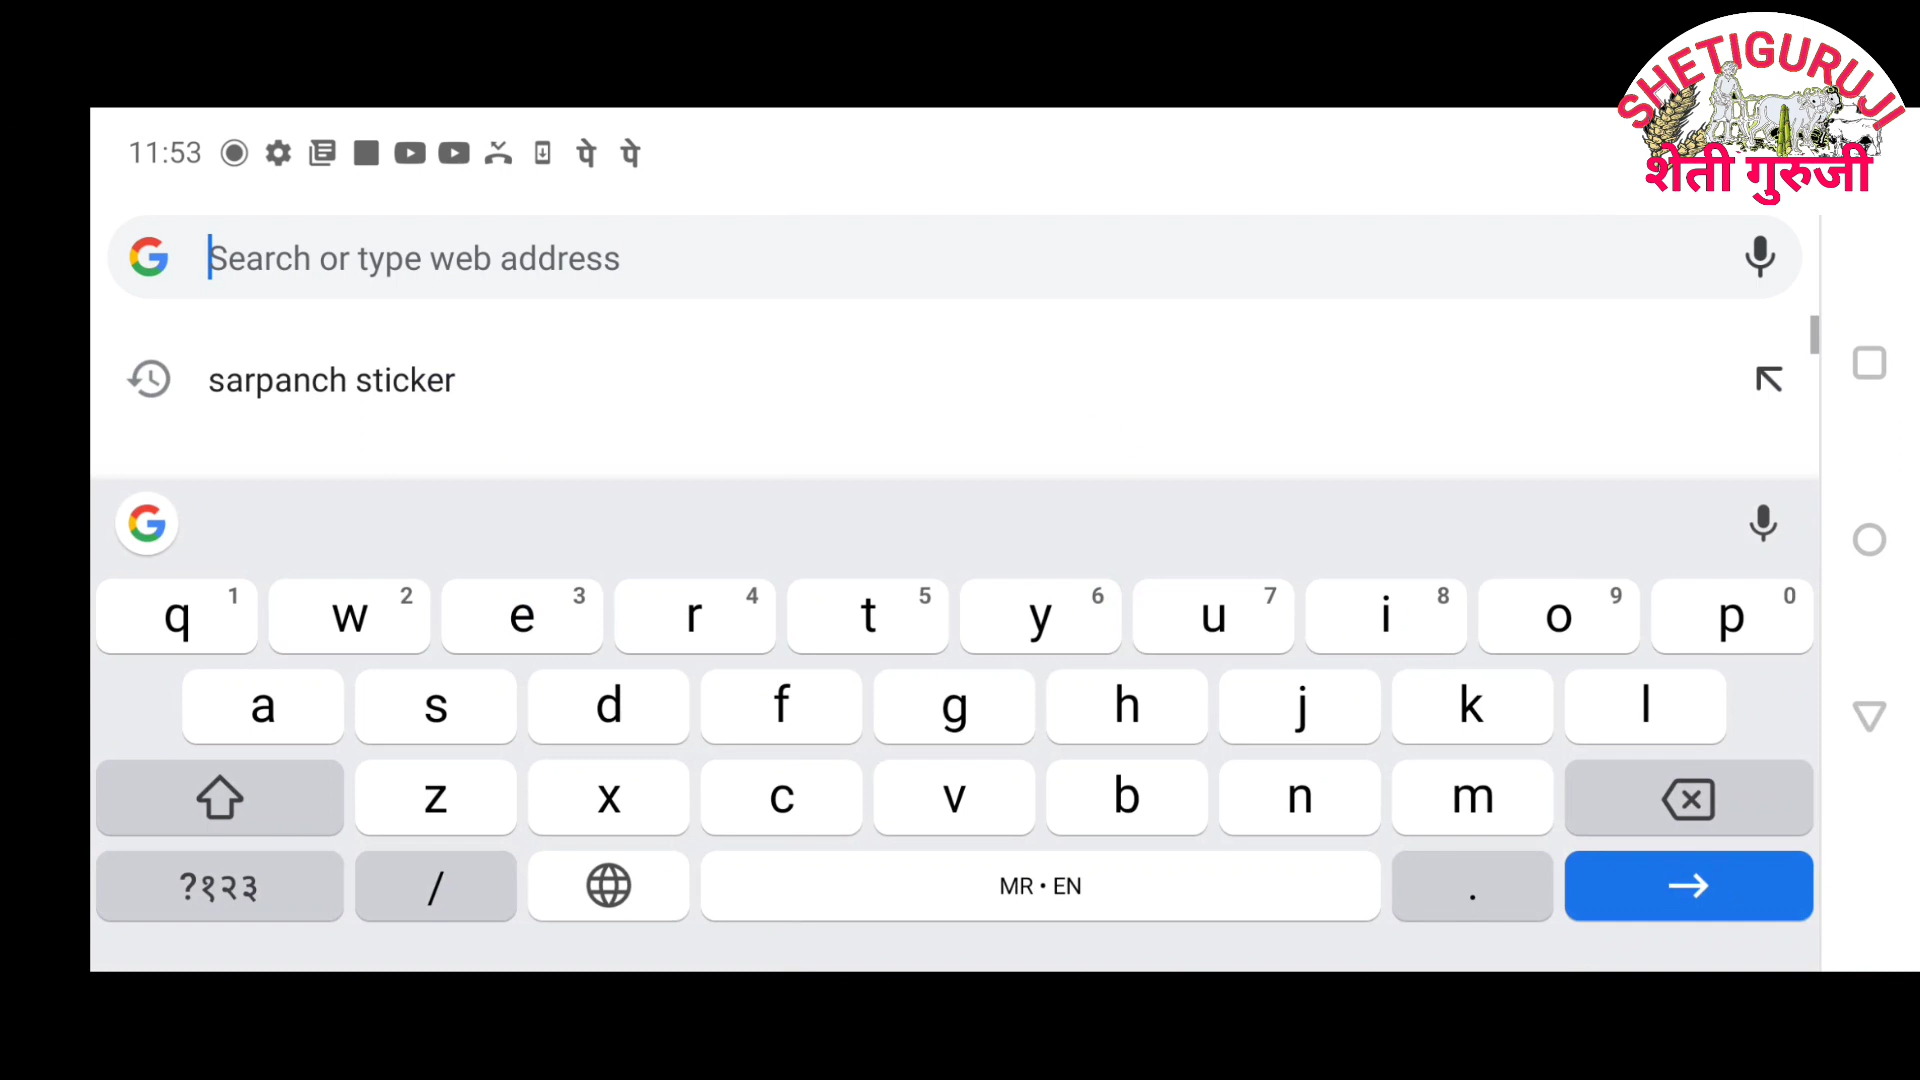 SHETIGURUJI
शेती गुरुजी
11:53 पे पे
Search or type web address
sarpanch sticker
q 1 w 2 e 3 r 4 t 5 y 6 u 7 i 8 o 9 p 0
a s d f g h j k l
z x c v b n m
?१२३ / MR • EN .